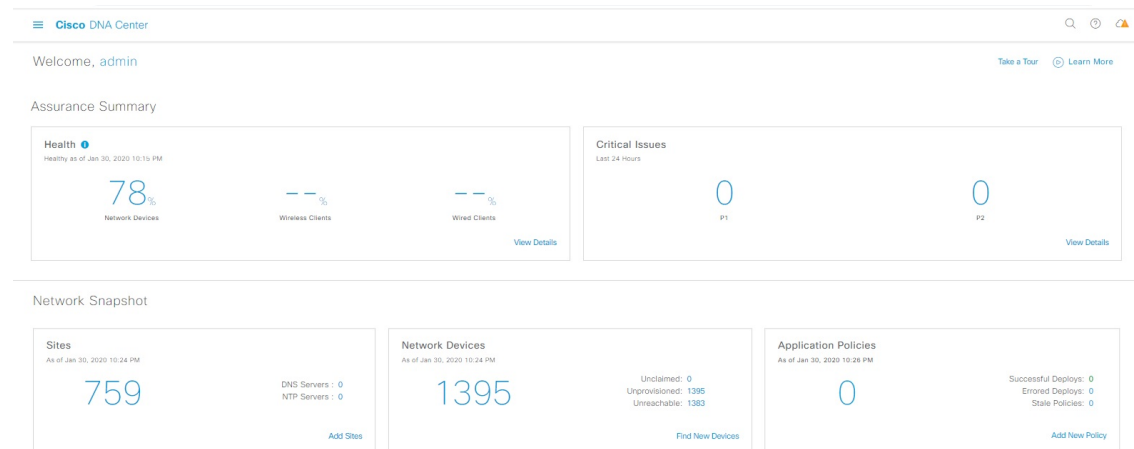 Cisco DNA Center
Welcome, admin
Take a Tour
Learn More
Assurance Summary
Health
Healthy as of Jan 30, 2020 10:15 PM
78%
Network Devices
--%
Wireless Clients
--%
Wired Clients
View Details
Critical Issues
Last 24 Hours
0
P1
0
P2
View Details
Network Snapshot
Sites
As of Jan 30, 2020 10:24 PM
759
DNS Servers : 0
NTP Servers : 0
Add Sites
Network Devices
As of Jan 30, 2020 10:24 PM
1395
Unclaimed: 0
Unprovisioned: 1395
Unreachable: 1383
Find New Devices
Application Policies
As of Jan 30, 2020 10:26 PM
0
Successful Deploys: 0
Errored Deploys: 0
Stale Policies: 0
Add New Policy